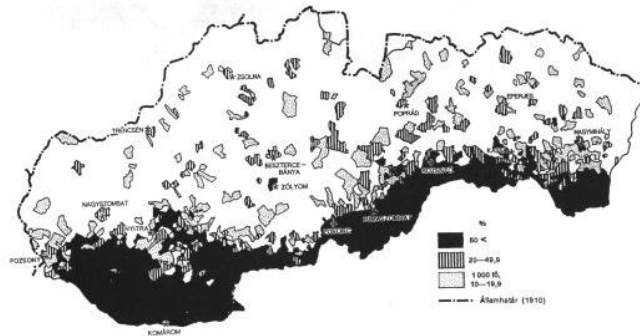 ZSOLNA
EPERJES
POPRÁD
TRENCSÉN
NAGYMIHÁLY
BESZTERCE-
BÁNYA
ZÓLYOM
NAGYSZOMBAT
NYITRA
POZSONY
KOMÁROM
%
50 <
20—49,9
1 000 fő,
10—19,9
Államhatár (1910)